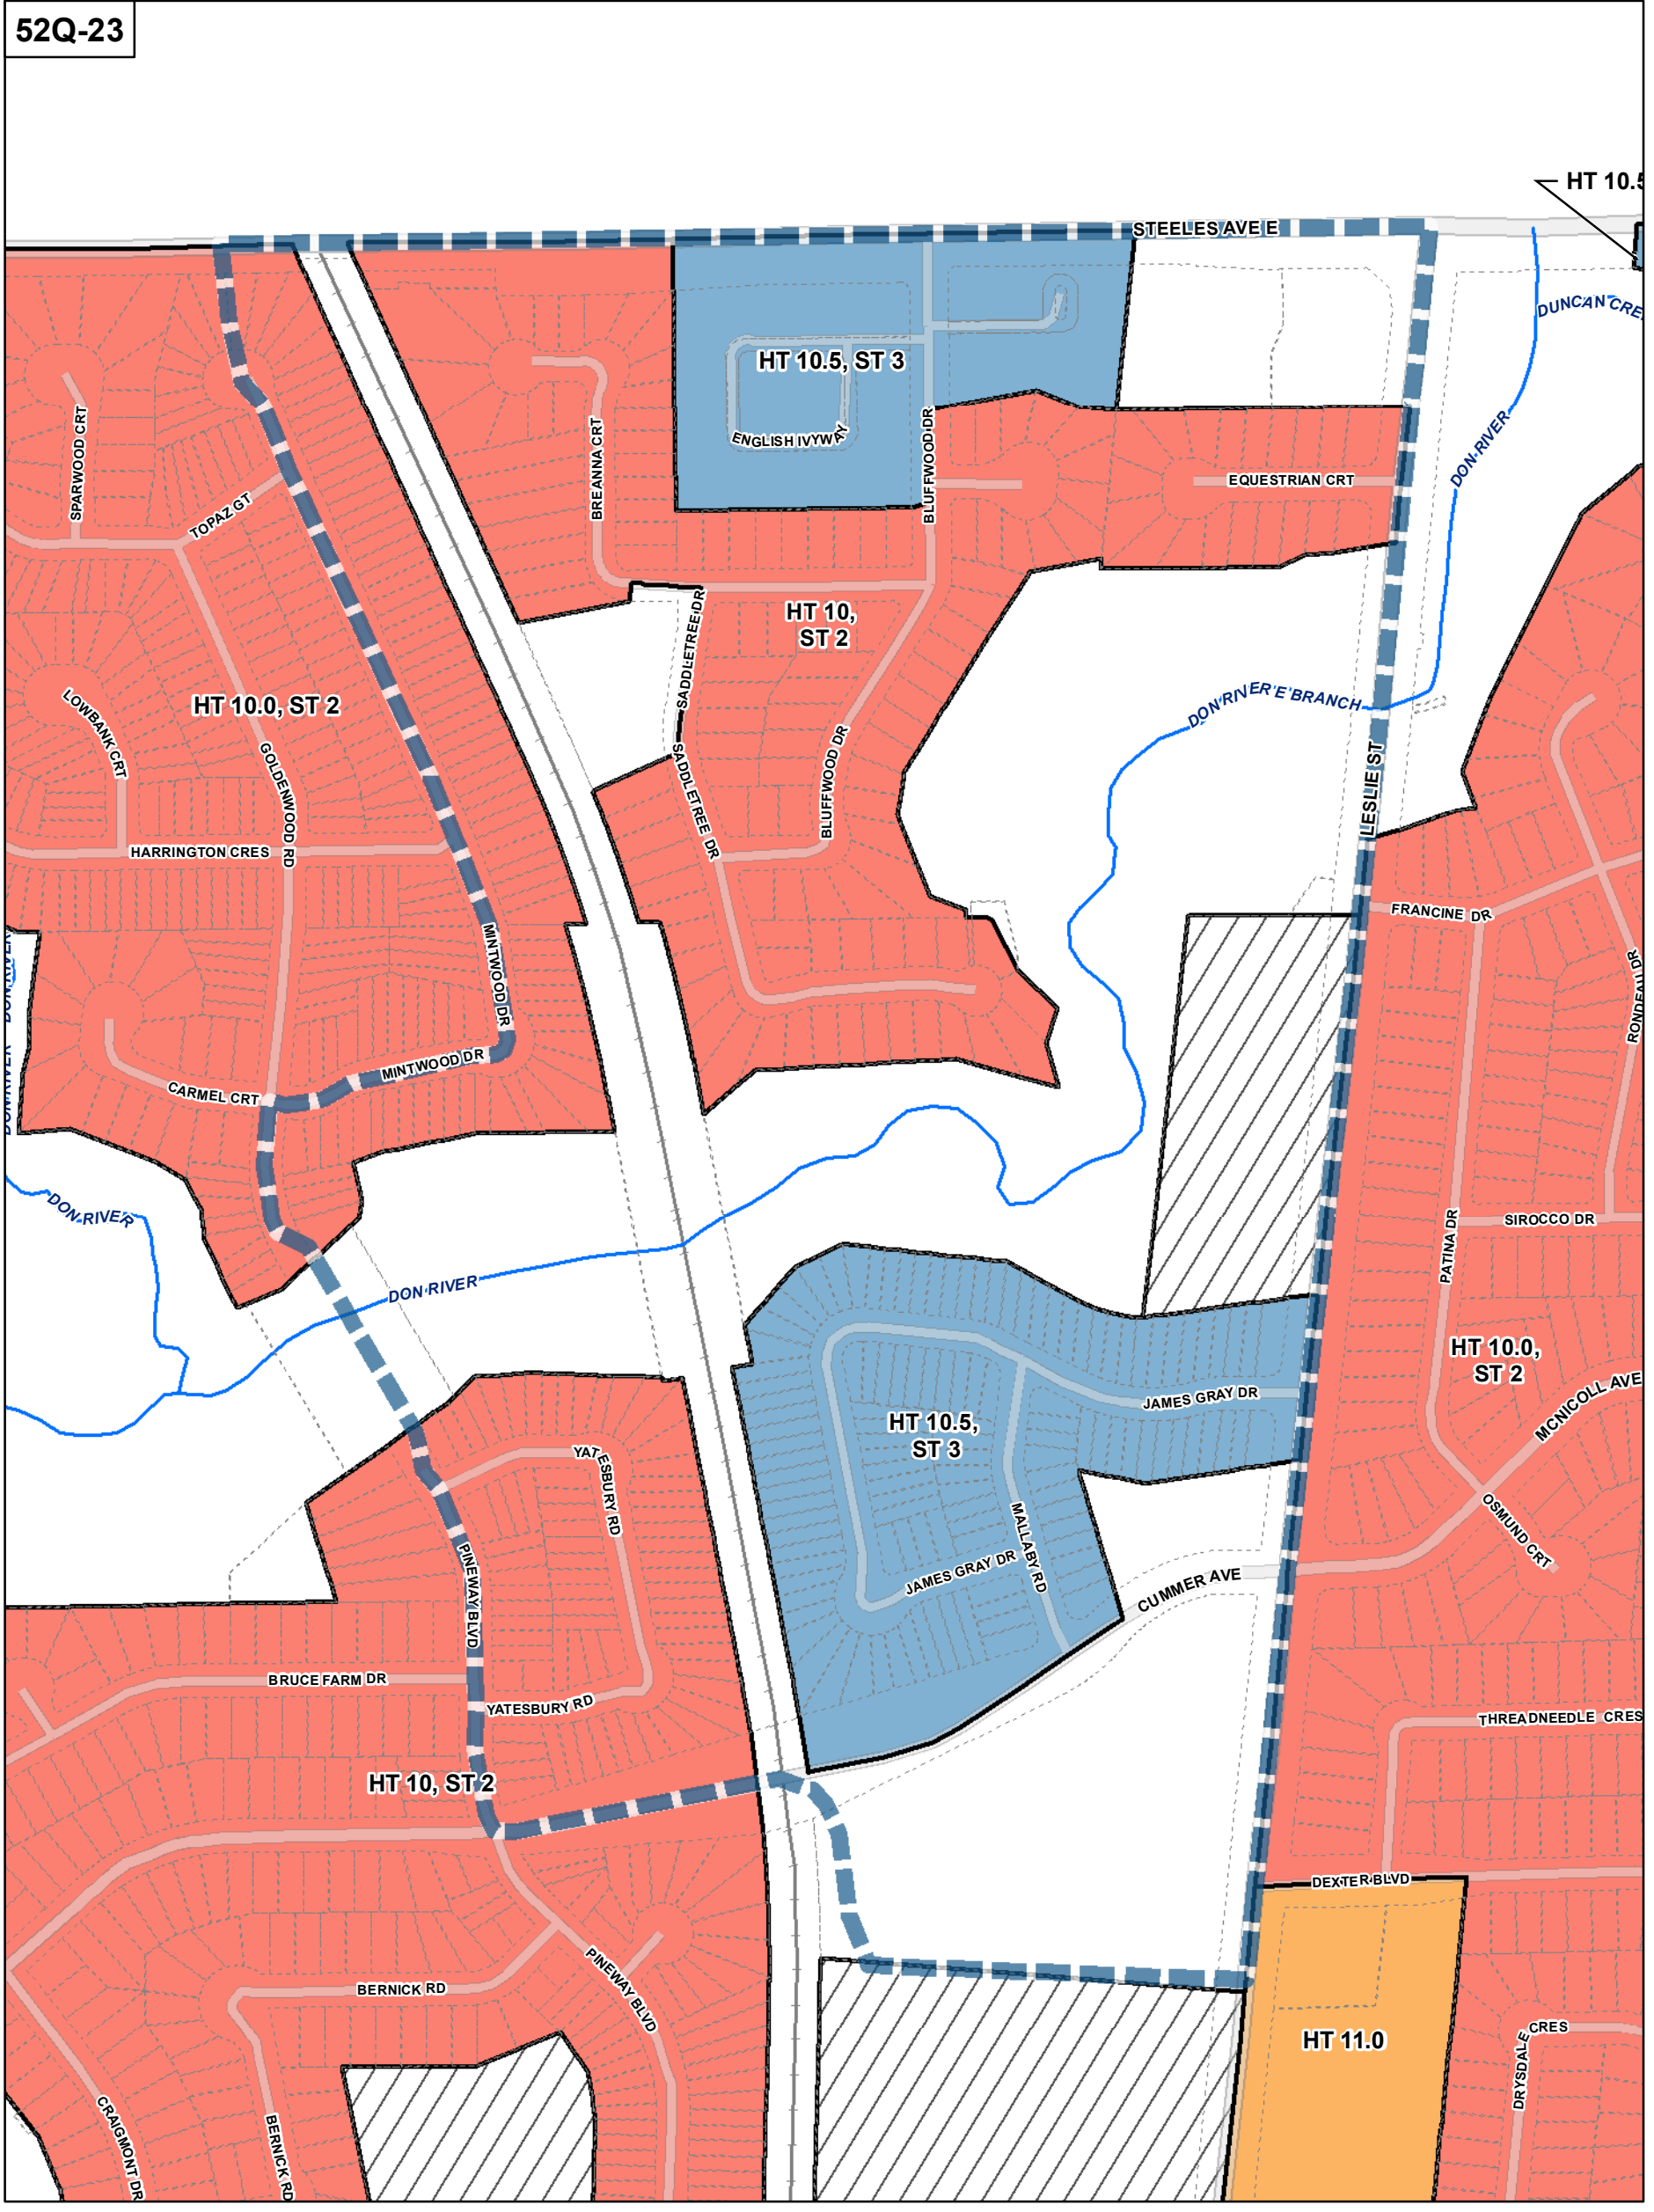 52Q-23
HT 10.5
STEELES AVE E
DUNCAN CRE
HT 10.5, ST 3
SPARWOOD CRT
BREANNA CRT
ENGLISH IVYWAY
BLUFFWOOD DR
DON RIVER
EQUESTRIAN CRT
TOPAZ GT
SADDLETREE DR
HT 10,
ST 2
HT 10.0, ST 2
LOWBANK CRT
GOLDENWOOD RD
SADDLETREE DR
BLUFFWOOD DR
DON RIVER E BRANCH
LESLIE ST
HARRINGTON CRES
FRANCINE DR
DON RIVER
DON RIVER
MINTWOOD DR
RONDEAU DR
MINTWOOD DR
CARMEL CRT
DON RIVER
SIROCCO DR
PATINA DR
DON RIVER
HT 10.0,
ST 2
JAMES GRAY DR
MCNICOLL AVE
HT 10.5,
ST 3
YATESBURY RD
OSMUND CRT
MALLABY RD
JAMES GRAY DR
CUMMER AVE
PINEWAY BLVD
BRUCE FARM DR
YATESBURY RD
THREADNEEDLE CRES
HT 10, ST 2
DEXTER BLVD
BERNICK RD
PINEWAY BLVD
HT 11.0
DRYSDALE CRES
CRAIGMONT DR
BERNICK RD